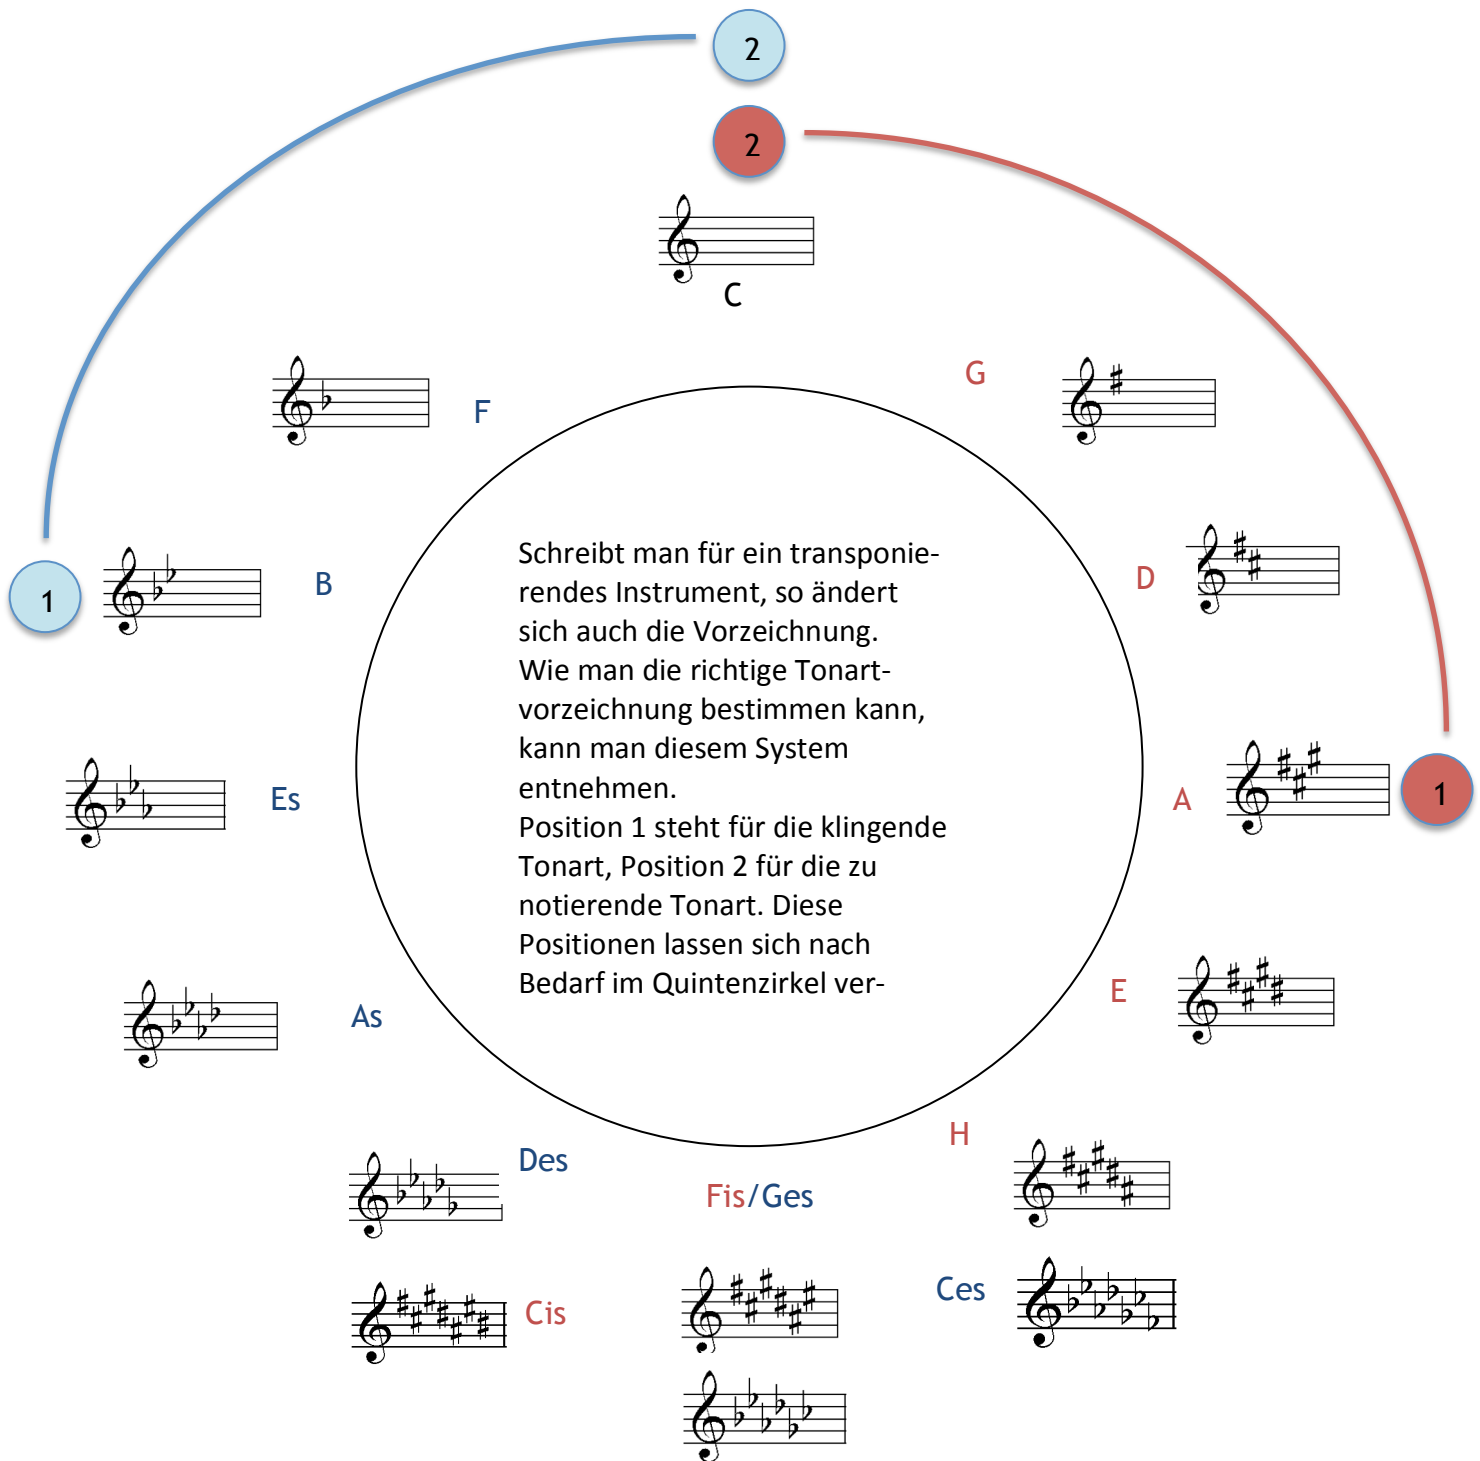 2
2
C
G
F
D
B
1
A
1
Es
E
As
H
Des
Fis/Ges
Ces
Cis
Schreibt man für ein transponie-
rendes Instrument, so ändert
sich auch die Vorzeichnung.
Wie man die richtige Tonart-
vorzeichnung bestimmen kann,
kann man diesem System
entnehmen.
Position 1 steht für die klingende
Tonart, Position 2 für die zu
notierende Tonart. Diese
Positionen lassen sich nach
Bedarf im Quintenzirkel ver-